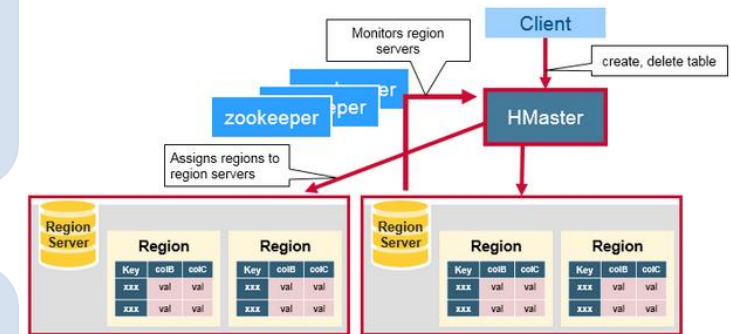 Client
Monitors region
servers
create, delete table
er
eper
zookeeper
HMaster
Assigns regions to
region servers
Region
Server
Region
Key colB colC
xxx val val
xxx val val
Region
Key colB colC
xxx val val
xxx val val
Region
Server
Region
Key colB colC
xxx val val
xxx val val
Region
Key colB colC
xxx val val
xxx val val